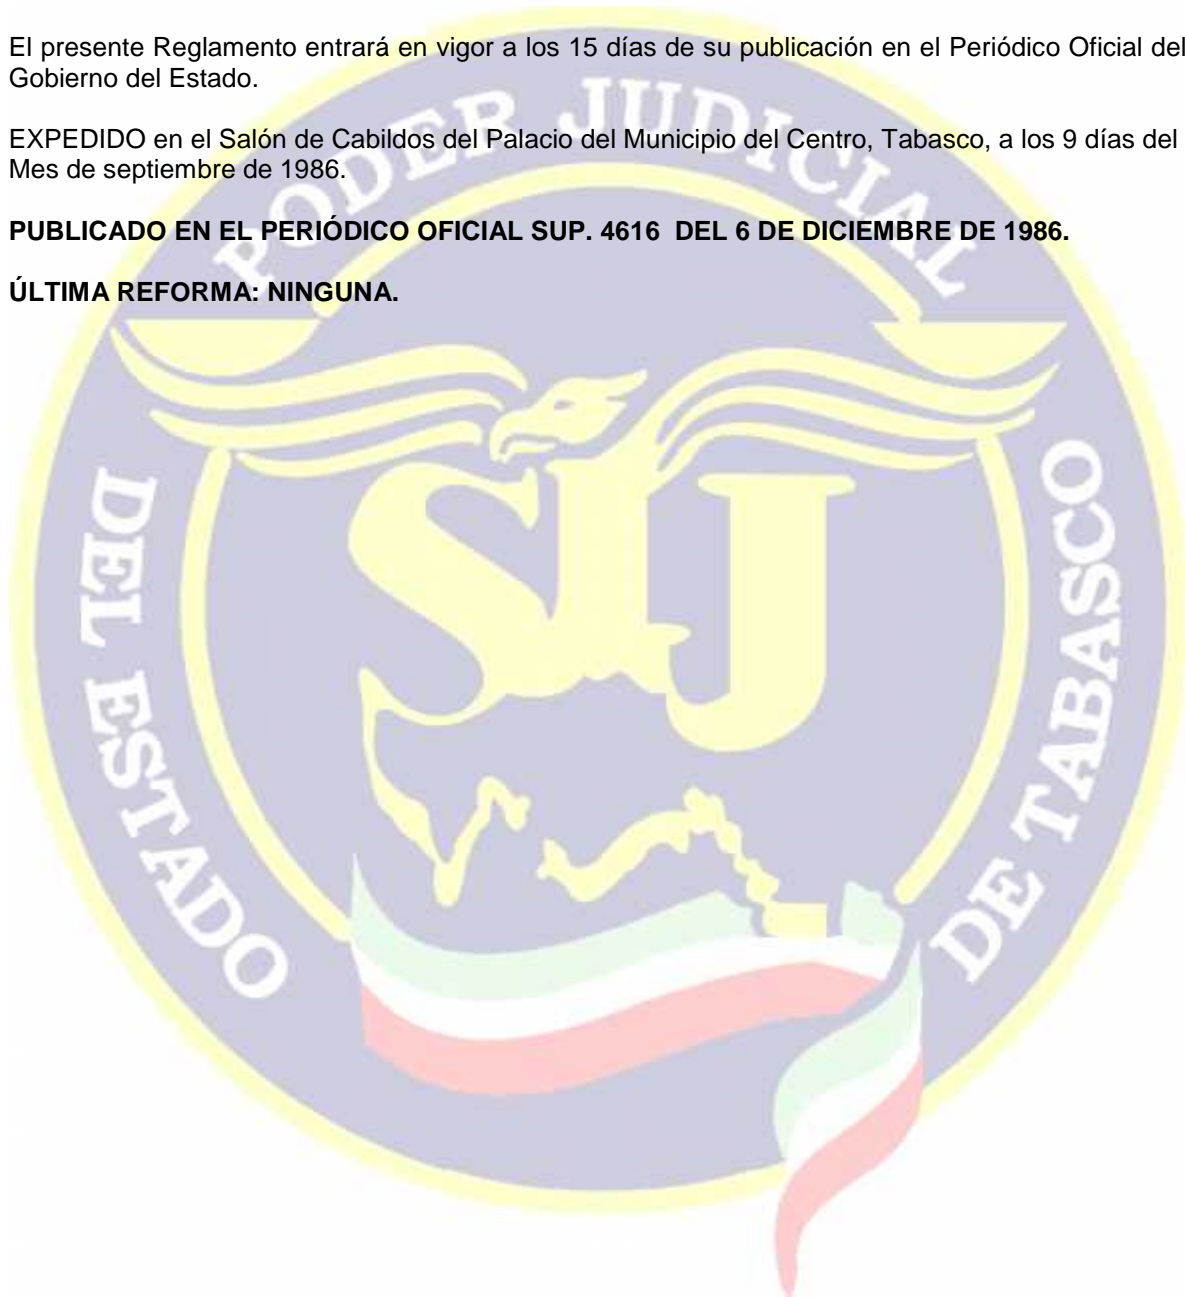 El presente Reglamento entrará en vigor a los 15 días de su publicación en el Periódico Oficial del
Gobierno del Estado.
EXPEDIDO en el Salón de Cabildos del Palacio del Municipio del Centro, Tabasco, a los 9 días del
Mes de septiembre de 1986.
PUBLICADO EN EL PERIÓDICO OFICIAL SUP. 4616 DEL 6 DE DICIEMBRE DE 1986.
ÚLTIMA REFORMA: NINGUNA.
PODER JUDICIAL
DEL ESTADO
DE TABASCO
STJ